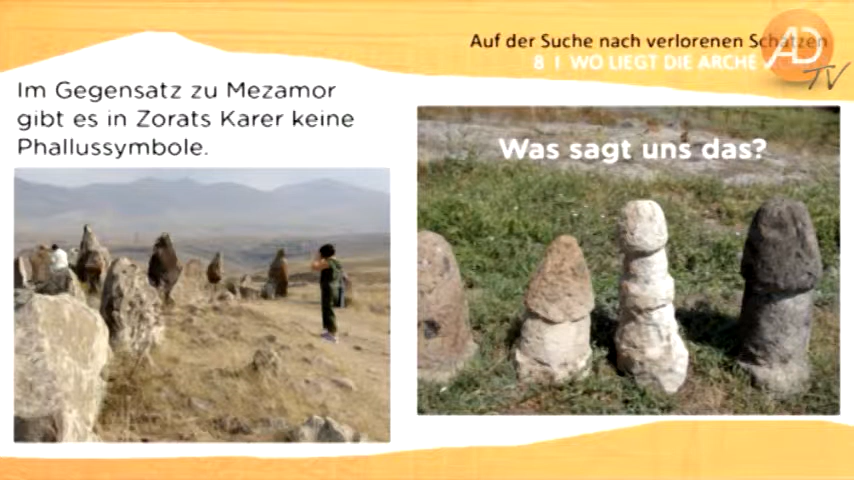 Auf der Suche nach verlorenen Schätzen
8 | WO LIEGT DIE ARCHE
AD
TV
Im Gegensatz zu Mezamor
gibt es in Zorats Karer keine
Phallussymbole.
Was sagt uns das?